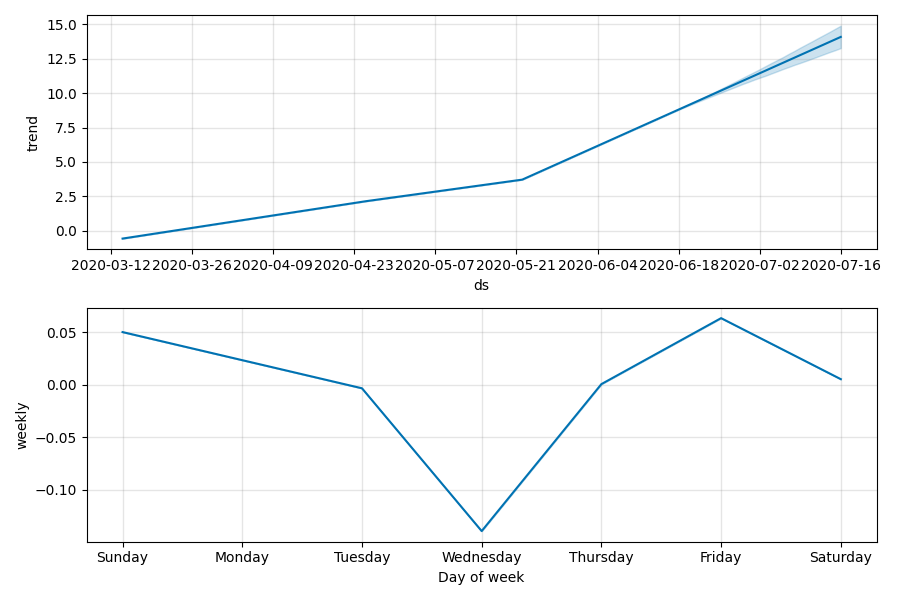 15.0
12.5
10.0
7.5
5.0
2.5
0.0
trend
2020-03-12 2020-03-26 2020-04-09 2020-04-23 2020-05-07 2020-05-21 2020-06-04 2020-06-18 2020-07-02 2020-07-16
ds
0.05
0.00
−0.05
−0.10
weekly
Sunday Monday Tuesday Wednesday Thursday Friday Saturday
Day of week